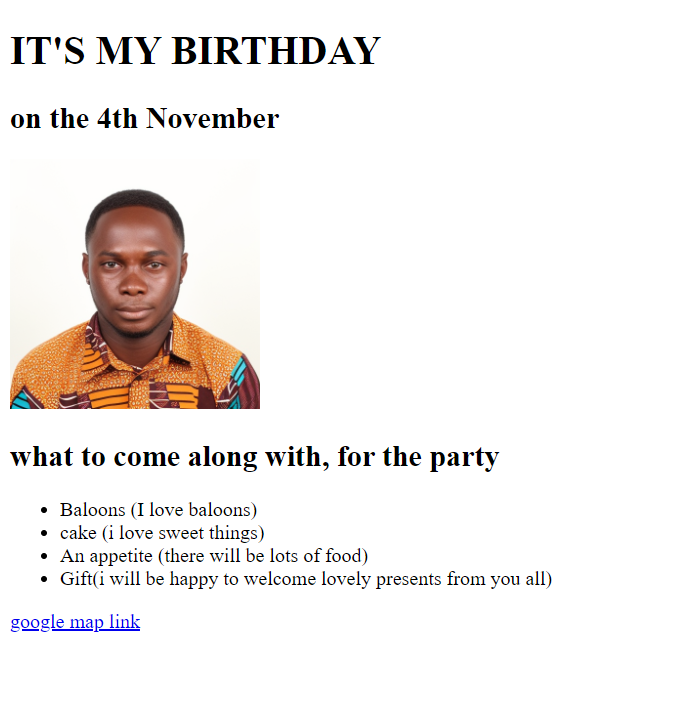 IT'S MY BIRTHDAY
on the 4th November
what to come along with, for the party
Baloons (I love baloons)
cake (i love sweet things)
An appetite (there will be lots of food)
Gift(i will be happy to welcome lovely presents from you all)
google map link